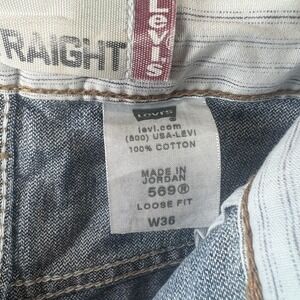 RAIGHT
Levi's
LEVI'S
levi.com
(800) USA-LEVI
100% COTTON
MADE IN
JORDAN
569®
LOOSE FIT
W36